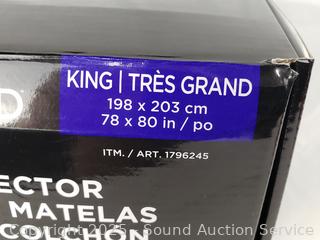 KING | TRÈS GRAND
198 x 203 cm
78 x 80 in / po
D
ITM. / ART. 1796245
ECTOR
MATELAS
COLCHÓN
Copyright 2025 - Sound Auction Service